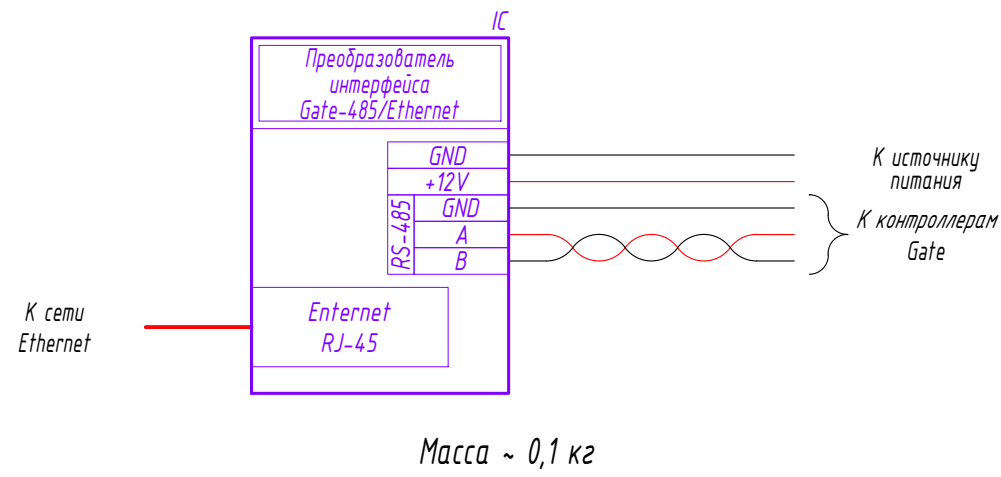 IC
Преобразователь
интерфейса
Gate-485/Ethernet
GND
+12V
RS-485
GND
A
B
К источнику
питания
К контроллерам
Gate
Enternet
RJ-45
К сети
Ethernet
Масса ~ 0,1 кг